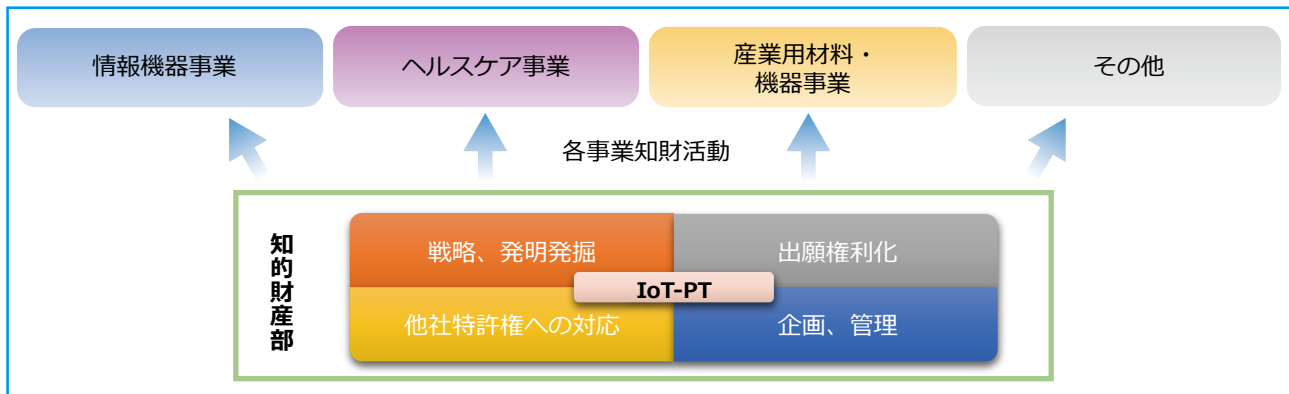 情報機器事業
ヘルスケア事業
産業用材料・
機器事業
その他
各事業知財活動
知的財産部
戦略、発明発掘
出願権利化
IoT-PT
他社特許権への対応
企画、管理